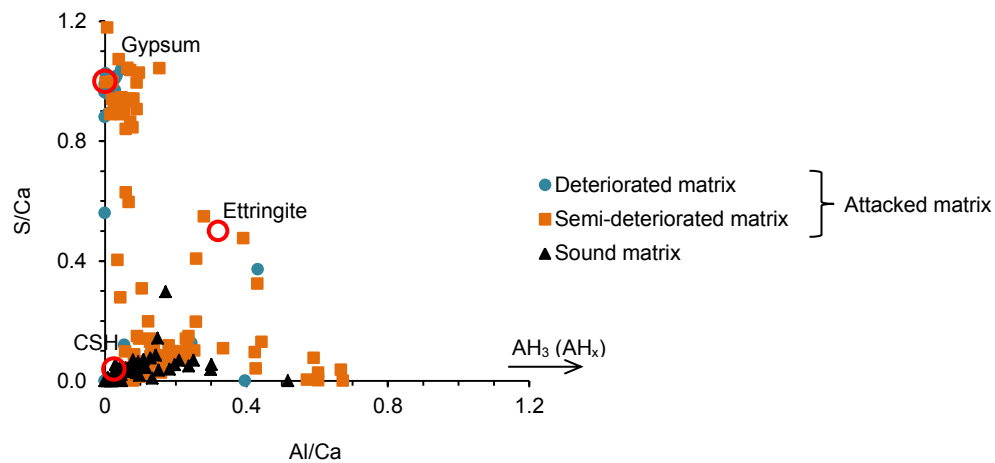 1.2
Gypsum
0.8
Deteriorated matrix
Semi-deteriorated matrix
Attacked matrix
Sound matrix
Ettringite
S/Ca
0.4
CSH
AH₃ (AHₓ)
0.0
0
0.4
0.8
1.2
Al/Ca